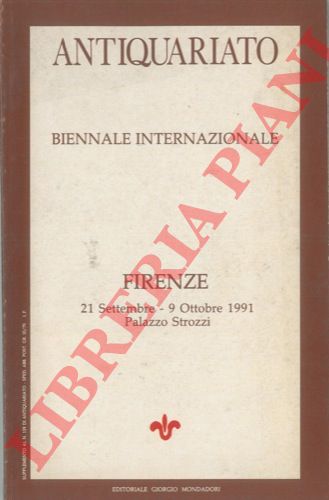 ANTIQUARIATO
BIENNALE INTERNAZIONALE
FIRENZE
21 Settembre - 9 Ottobre 1991
Palazzo Strozzi
EDITORIALE GIORGIO MONDADORI
LIBRERIA PIANI